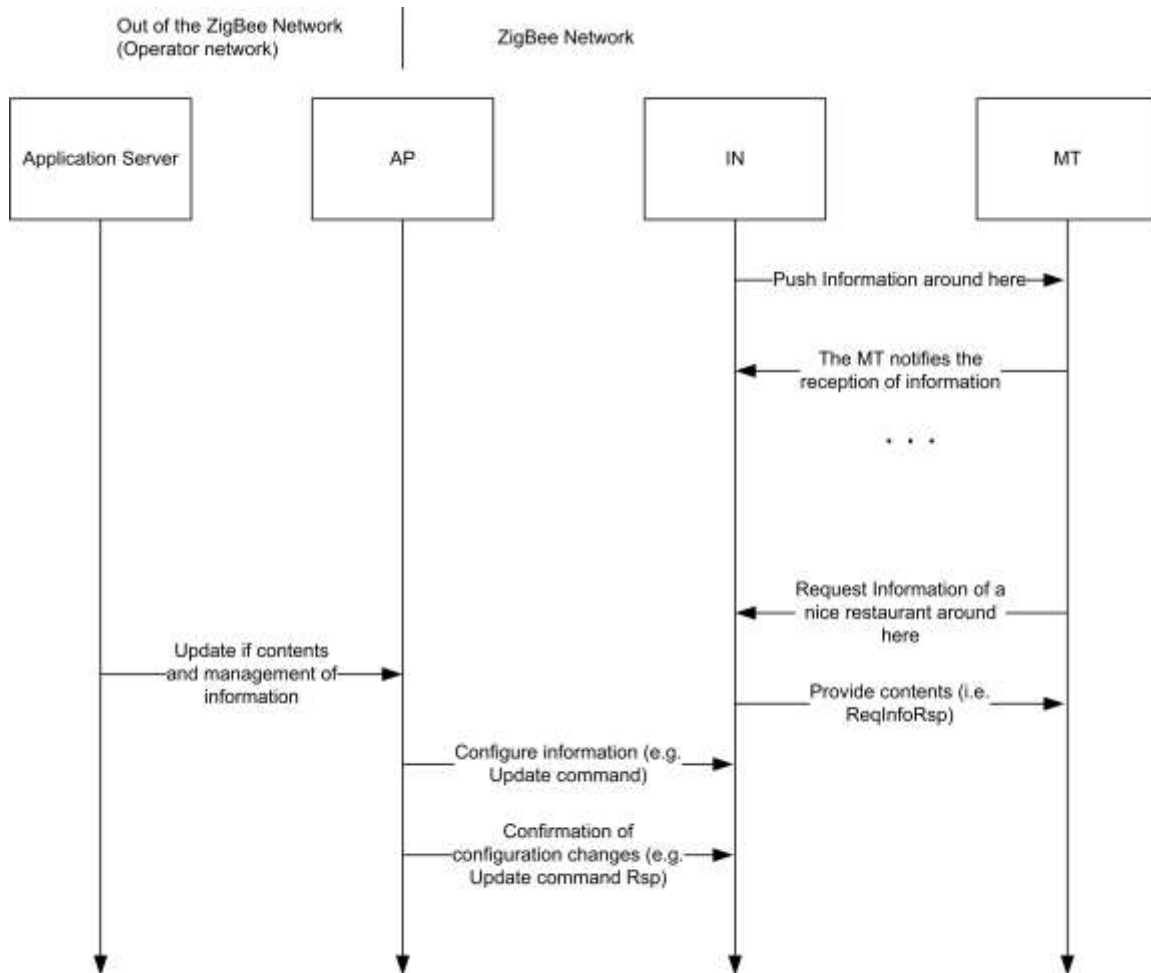 Out of the ZigBee Network
(Operator network)
ZigBee Network
Application Server
AP
IN
MT
Push Information around here
The MT notifies the
reception of information
. . .
Request Information of a
nice restaurant around
here
Update if contents
and management of
information
Provide contents (i.e.
ReqInfoRsp)
Configure information (e.g.
Update command)
Confirmation of
configuration changes (e.g.
Update command Rsp)